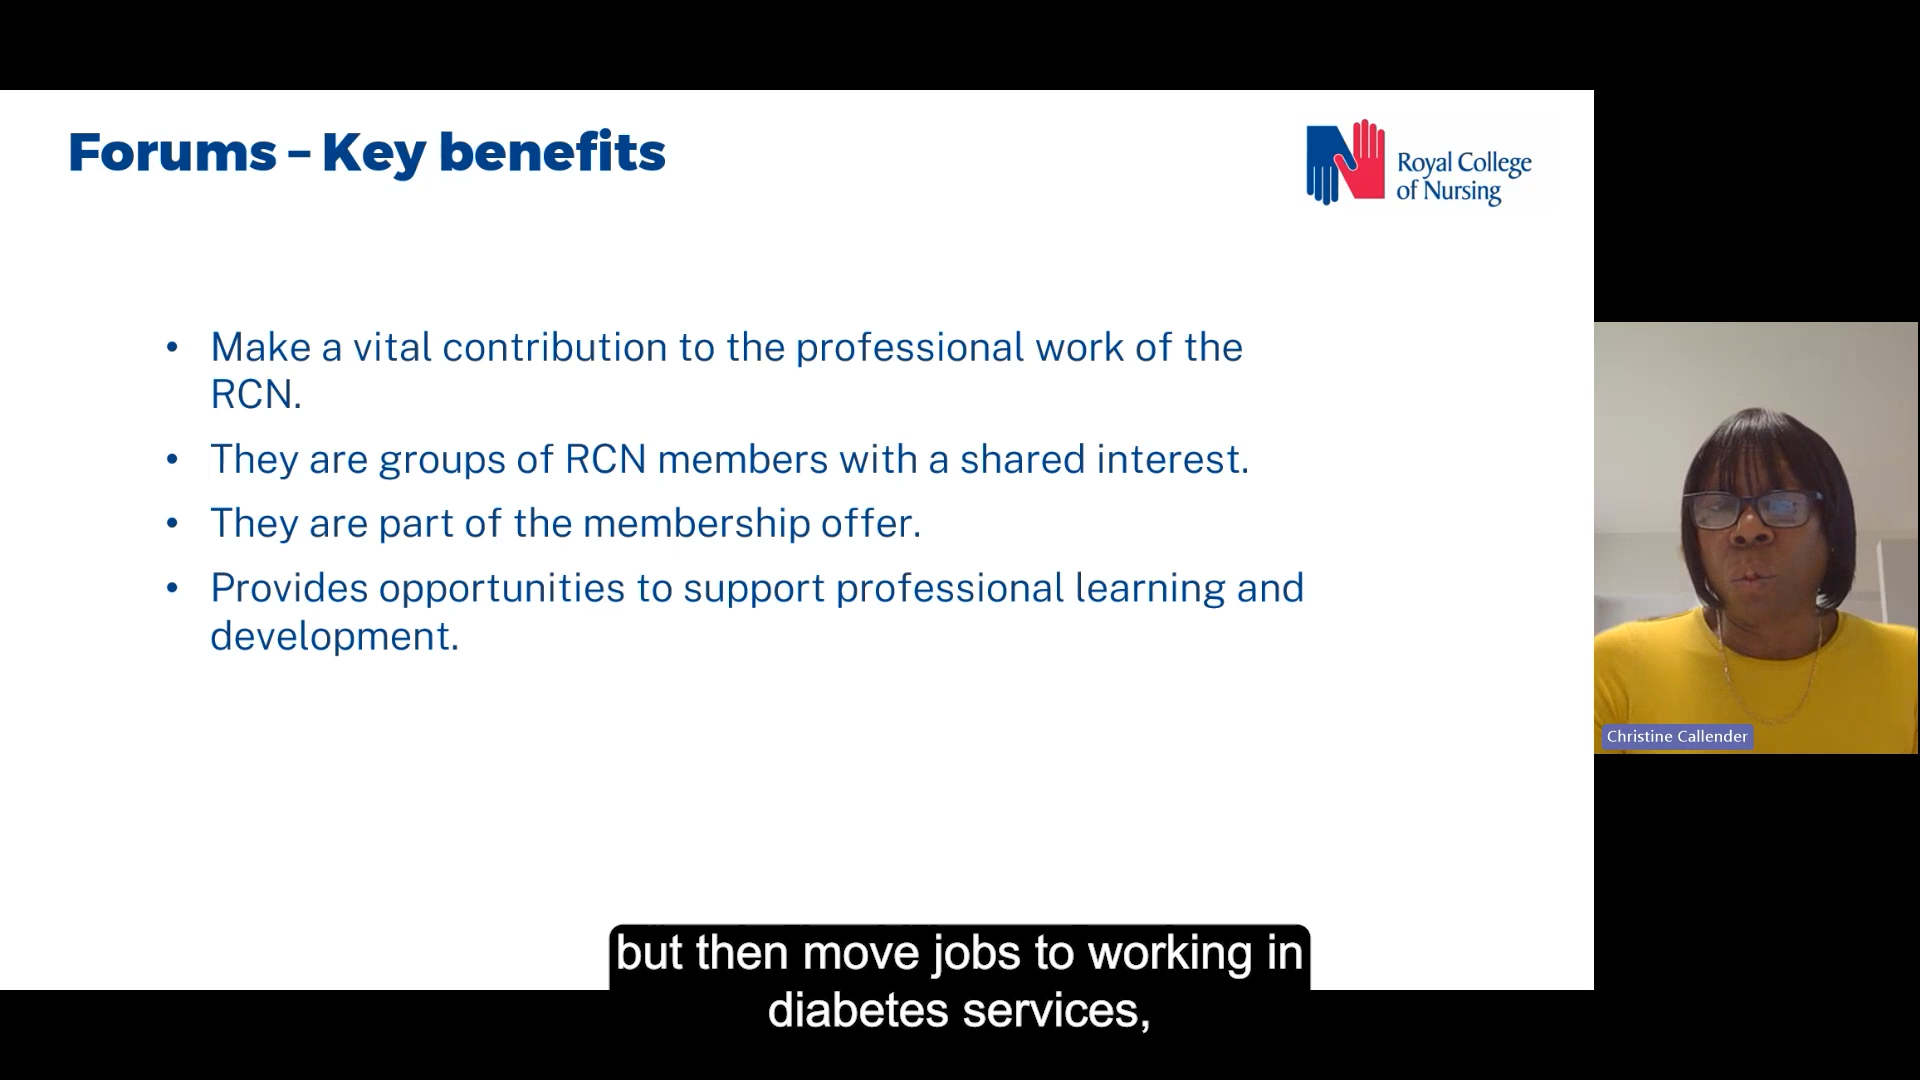 Forums – Key benefits
Royal College
of Nursing
• Make a vital contribution to the professional work of the
RCN.
• They are groups of RCN members with a shared interest.
• They are part of the membership offer.
• Provides opportunities to support professional learning and
development.
Christine Callender
but then move jobs to working in
diabetes services,